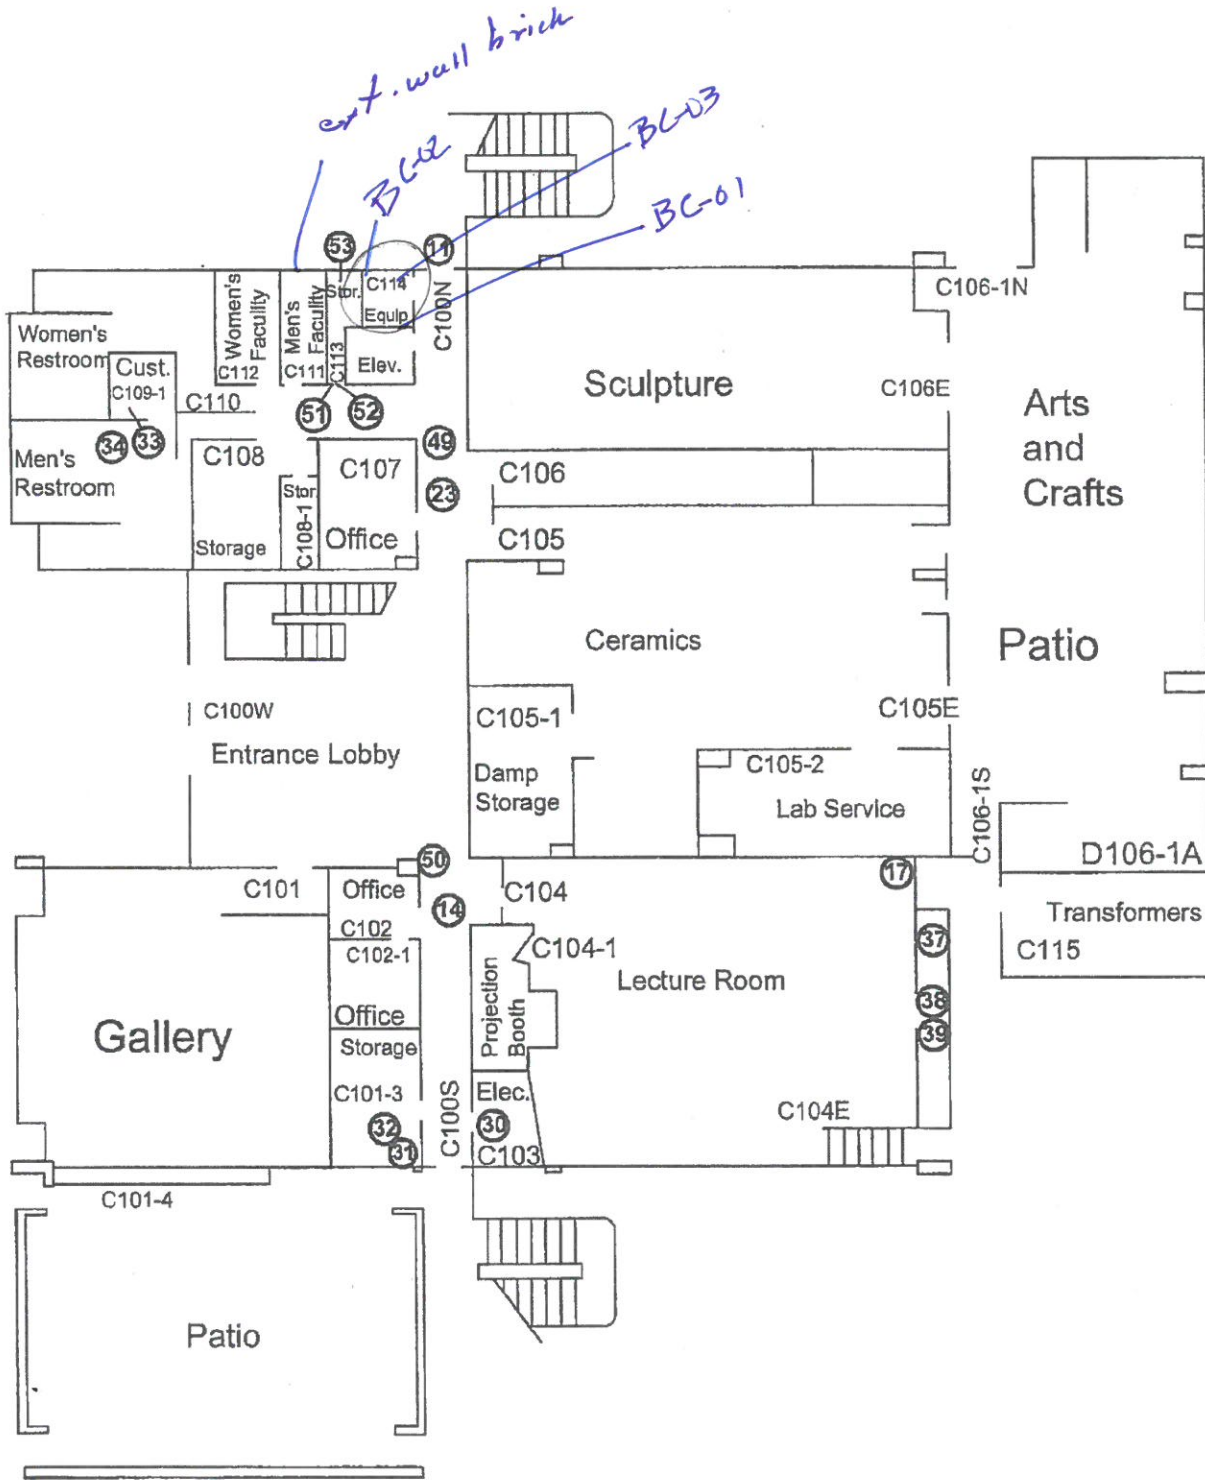 ext. wall brick
BC-02
BC-03
BC-01
53
11
C114
Stor.
Equip
C100N
C106-1N
Women's
Faculity
C112
Men's
Faculity
C111
C113
Elev.
Women's
Restroom
Cust.
C109-1
C110
Sculpture
C106E
Arts
and
Crafts
51
52
34
33
Men's
Restroom
C108
Stor.
C108-1
Storage
C107
Office
49
23
C106
C105
Ceramics
Patio
C100W
Entrance Lobby
C105-1
Damp
Storage
C105E
C105-2
Lab Service
C106-1S
D106-1A
Transformers
C115
50
14
17
C101
Office
C102
C102-1
Office
C104
C104-1
Projection
Booth
Lecture Room
37
38
39
Gallery
Storage
C101-3
32
31
C100S
Elec.
30
C103
C104E
C101-4
Patio